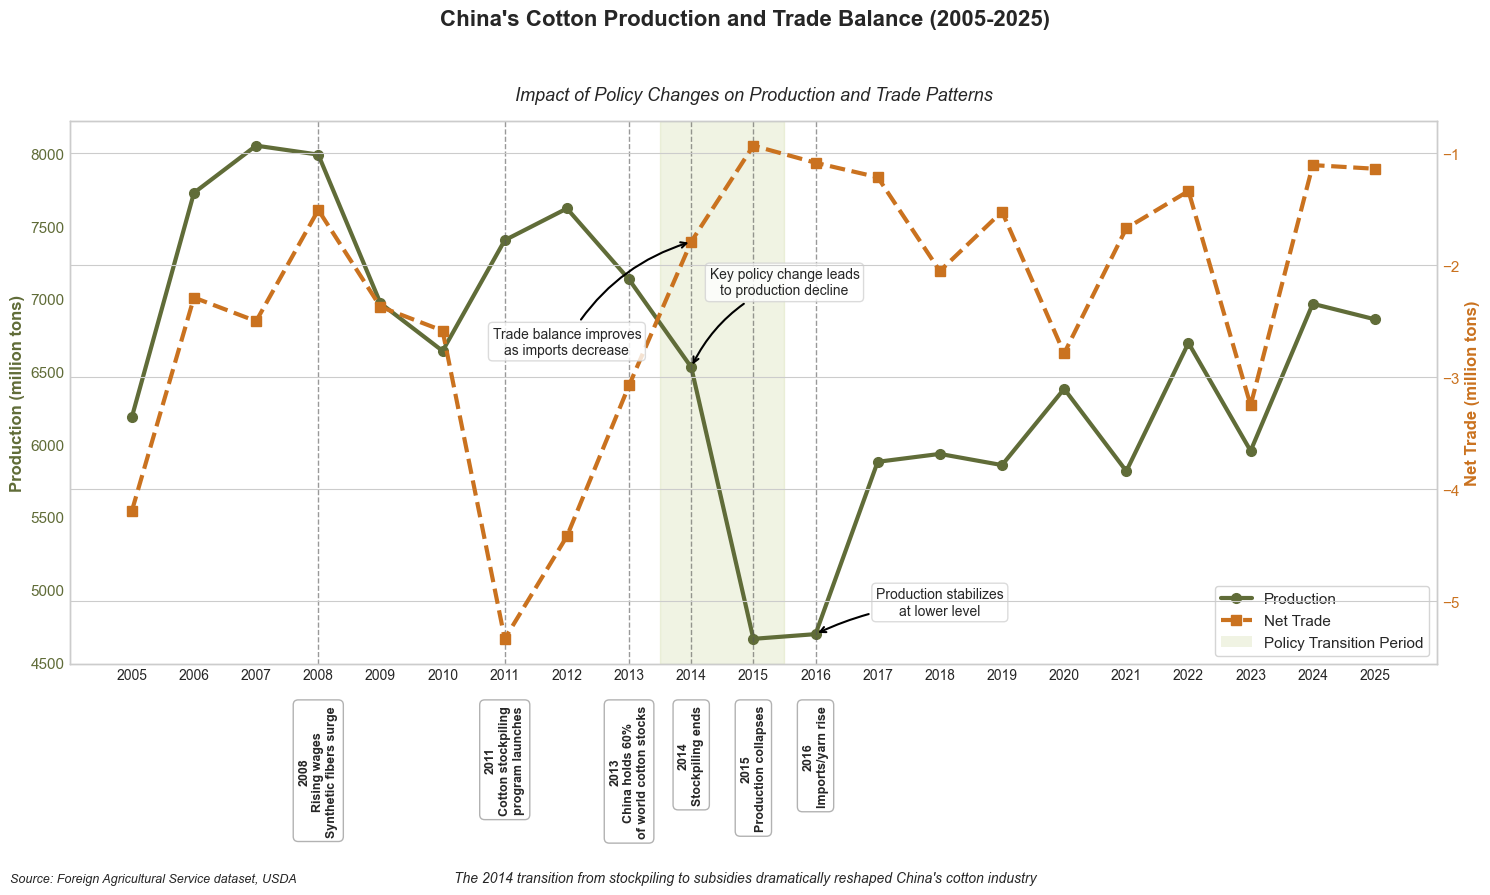 China's Cotton Production and Trade Balance (2005-2025)
Impact of Policy Changes on Production and Trade Patterns
Production (million tons)
8000
7500
7000
6500
6000
5500
5000
4500
−1
−2
−3
−4
−5
Net Trade (million tons)
Key policy change leads
to production decline
Trade balance improves
as imports decrease
Production stabilizes
at lower level
Production
Net Trade
Policy Transition Period
2005 2006 2007 2008 2009 2010 2011 2012 2013 2014 2015 2016 2017 2018 2019 2020 2021 2022 2023 2024 2025
2008
Rising wages
Synthetic fibers surge
2011
Cotton stockpiling
program launches
2013
China holds 60%
of world cotton stocks
2014
Stockpiling ends
2015
Production collapses
2016
Imports/yarn rise
Source: Foreign Agricultural Service dataset, USDA
The 2014 transition from stockpiling to subsidies dramatically reshaped China's cotton industry